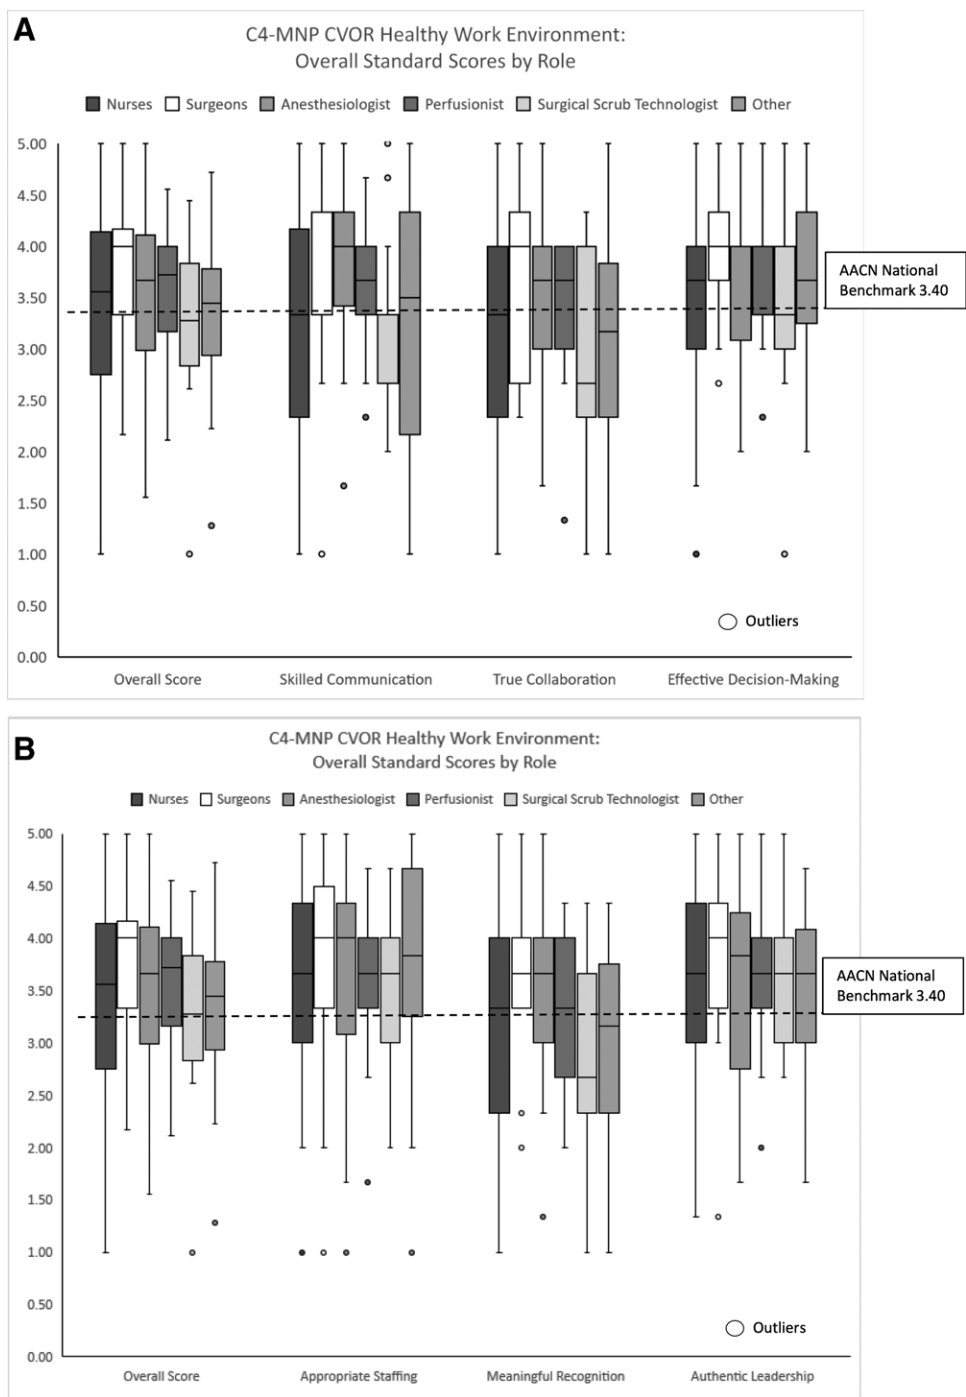 A
C4-MNP CVOR Healthy Work Environment:
Overall Standard Scores by Role
Nurses Surgeons Anesthesiologist Perfusionist Surgical Scrub Technologist Other
5.00
4.50
4.00
3.50
3.00
2.50
2.00
1.50
1.00
0.50
0.00
AACN National
Benchmark 3.40
Outliers
Overall Score Skilled Communication True Collaboration Effective Decision-Making
B
C4-MNP CVOR Healthy Work Environment:
Overall Standard Scores by Role
Nurses Surgeons Anesthesiologist Perfusionist Surgical Scrub Technologist Other
5.00
4.50
4.00
3.50
3.00
2.50
2.00
1.50
1.00
0.50
0.00
AACN National
Benchmark 3.40
Outliers
Overall Score Appropriate Staffing Meaningful Recognition Authentic Leadership